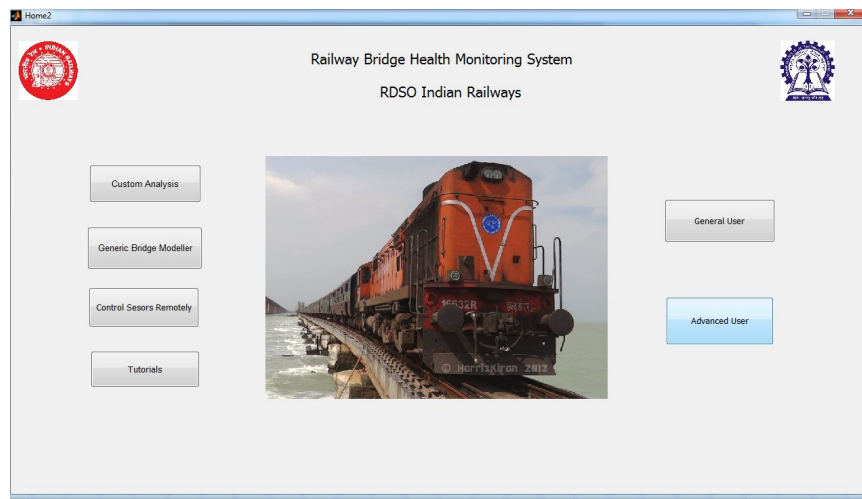 Home2
Railway Bridge Health Monitoring System
RDSO Indian Railways
Custom Analysis
Generic Bridge Modeller
Control Sesors Remotely
Tutorials
General User
Advanced User
16632R
© HarrisKiran 2012